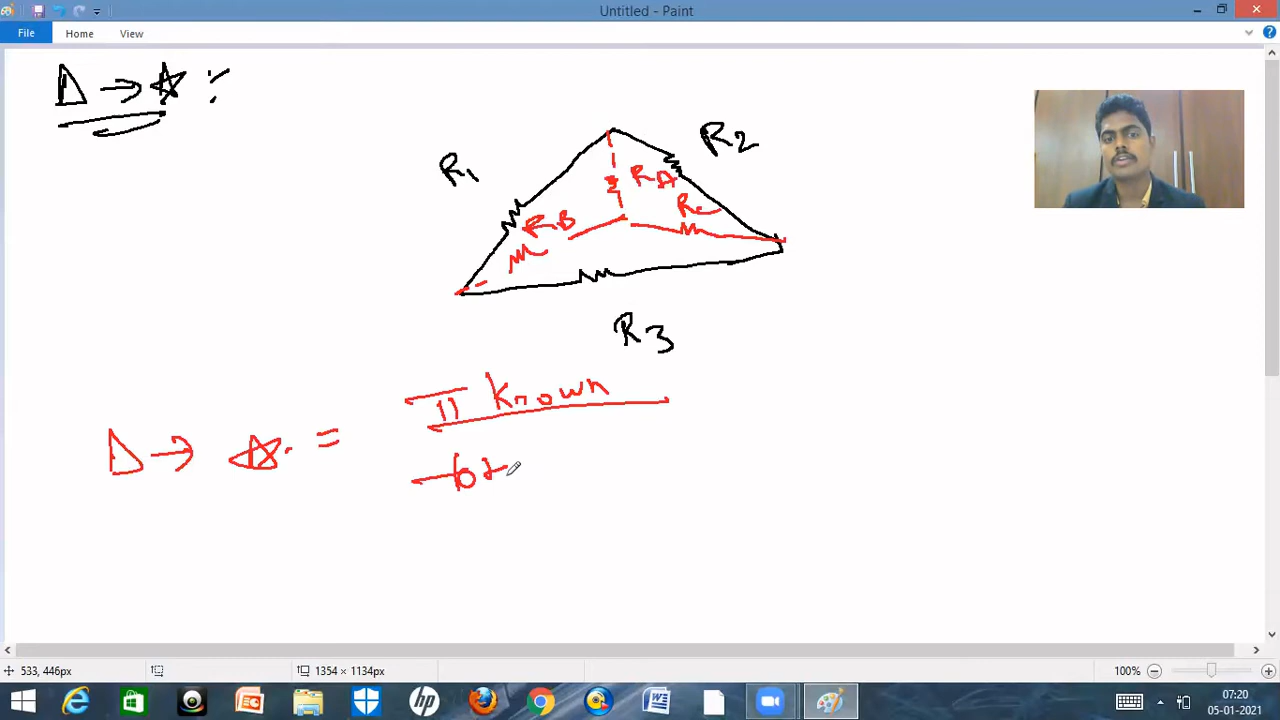 Untitled - Paint
File Home View
Δ → ☆ :
R1
R2
RA
RB
RC
R3
Δ → ☆ = || known
tot
533, 446px
1354 × 1134px
100%
07:20
05-01-2021